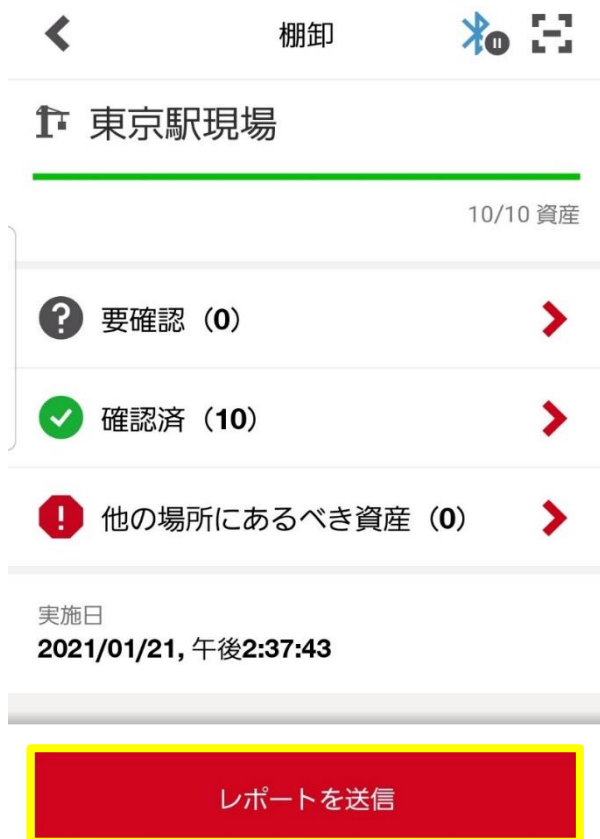 棚卸
東京駅現場
10/10 資産
要確認（0）
確認済（10）
他の場所にあるべき資産（0）
実施日
2021/01/21, 午後2:37:43
レポートを送信